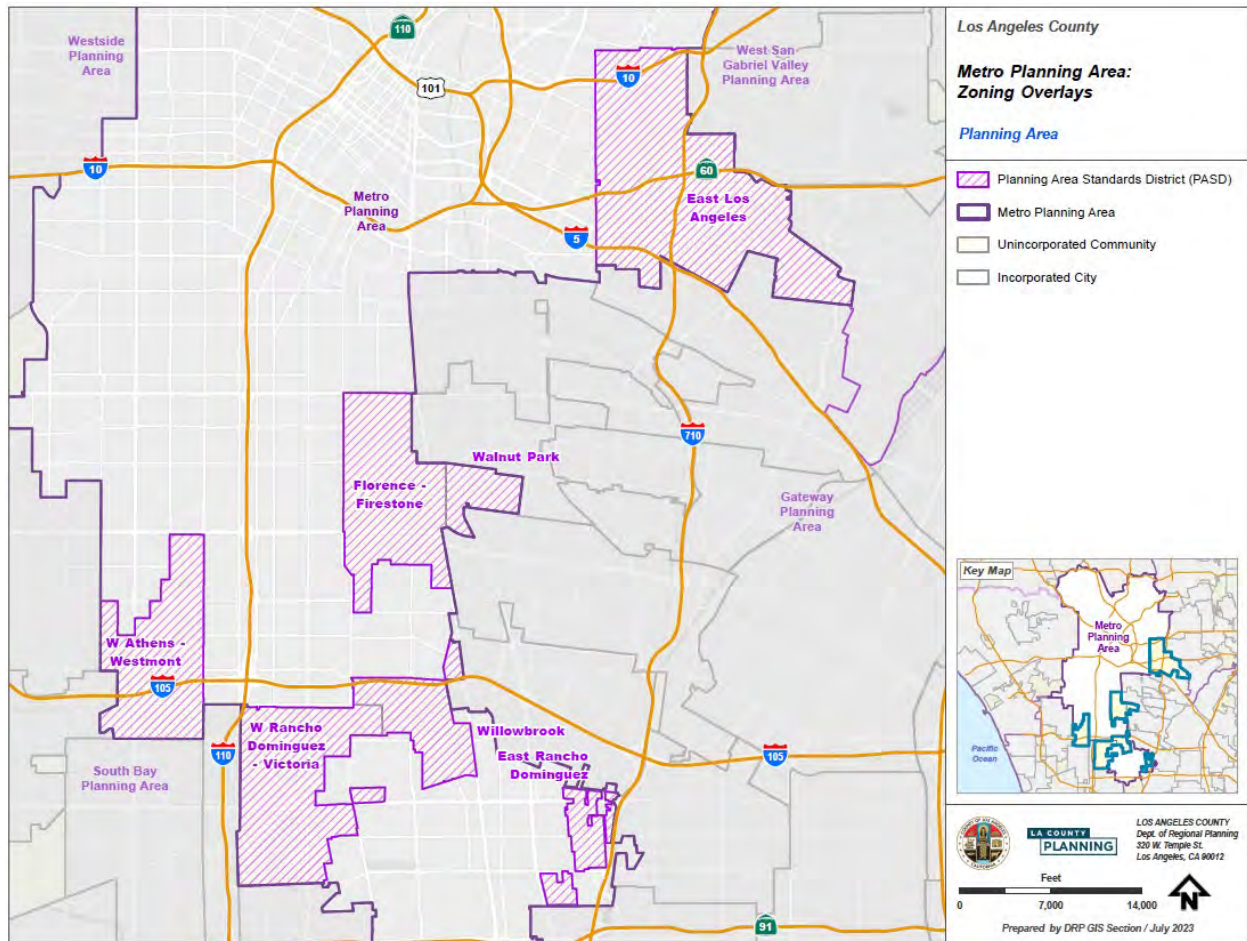 Westside
Planning
Area
110
101
10
West San
Gabriel Valley
Planning Area
10
60
Metro
Planning
Area
East Los
Angeles
5
710
Walnut Park
Florence -
Firestone
Gateway
Planning
Area
W Athens -
Westmont
105
W Rancho
Dominguez
- Victoria
Willowbrook
East Rancho
Dominguez
110
105
South Bay
Planning Area
91
Los Angeles County
Metro Planning Area:
Zoning Overlays
Planning Area
Planning Area Standards District (PASD)
Metro Planning Area
Unincorporated Community
Incorporated City
Key Map
Metro
Planning
Area
Pacific
Ocean
LA COUNTY
PLANNING
LOS ANGELES COUNTY
Dept. of Regional Planning
320 W. Temple St.
Los Angeles, CA 90012
Feet
0 7,000 14,000
N
Prepared by DRP GIS Section / July 2023